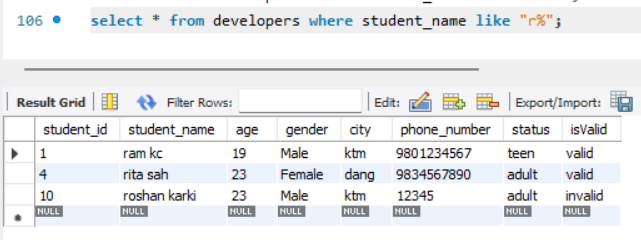 106 select * from developers where student_name like "r%";
Result Grid Filter Rows: Edit: Export/Import:
student_id student_name age gender city phone_number status isValid
1 ram kc 19 Male ktm 9801234567 teen valid
4 rita sah 23 Female dang 9834567890 adult valid
10 roshan karki 23 Male ktm 12345 adult invalid
NULL NULL NULL NULL NULL NULL NULL NULL